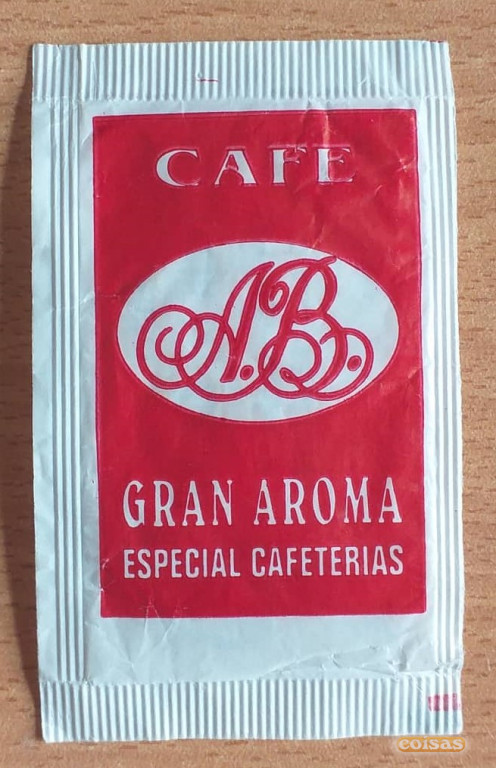 CAFE
A.B.
GRAN AROMA
ESPECIAL CAFETERIAS
coisas